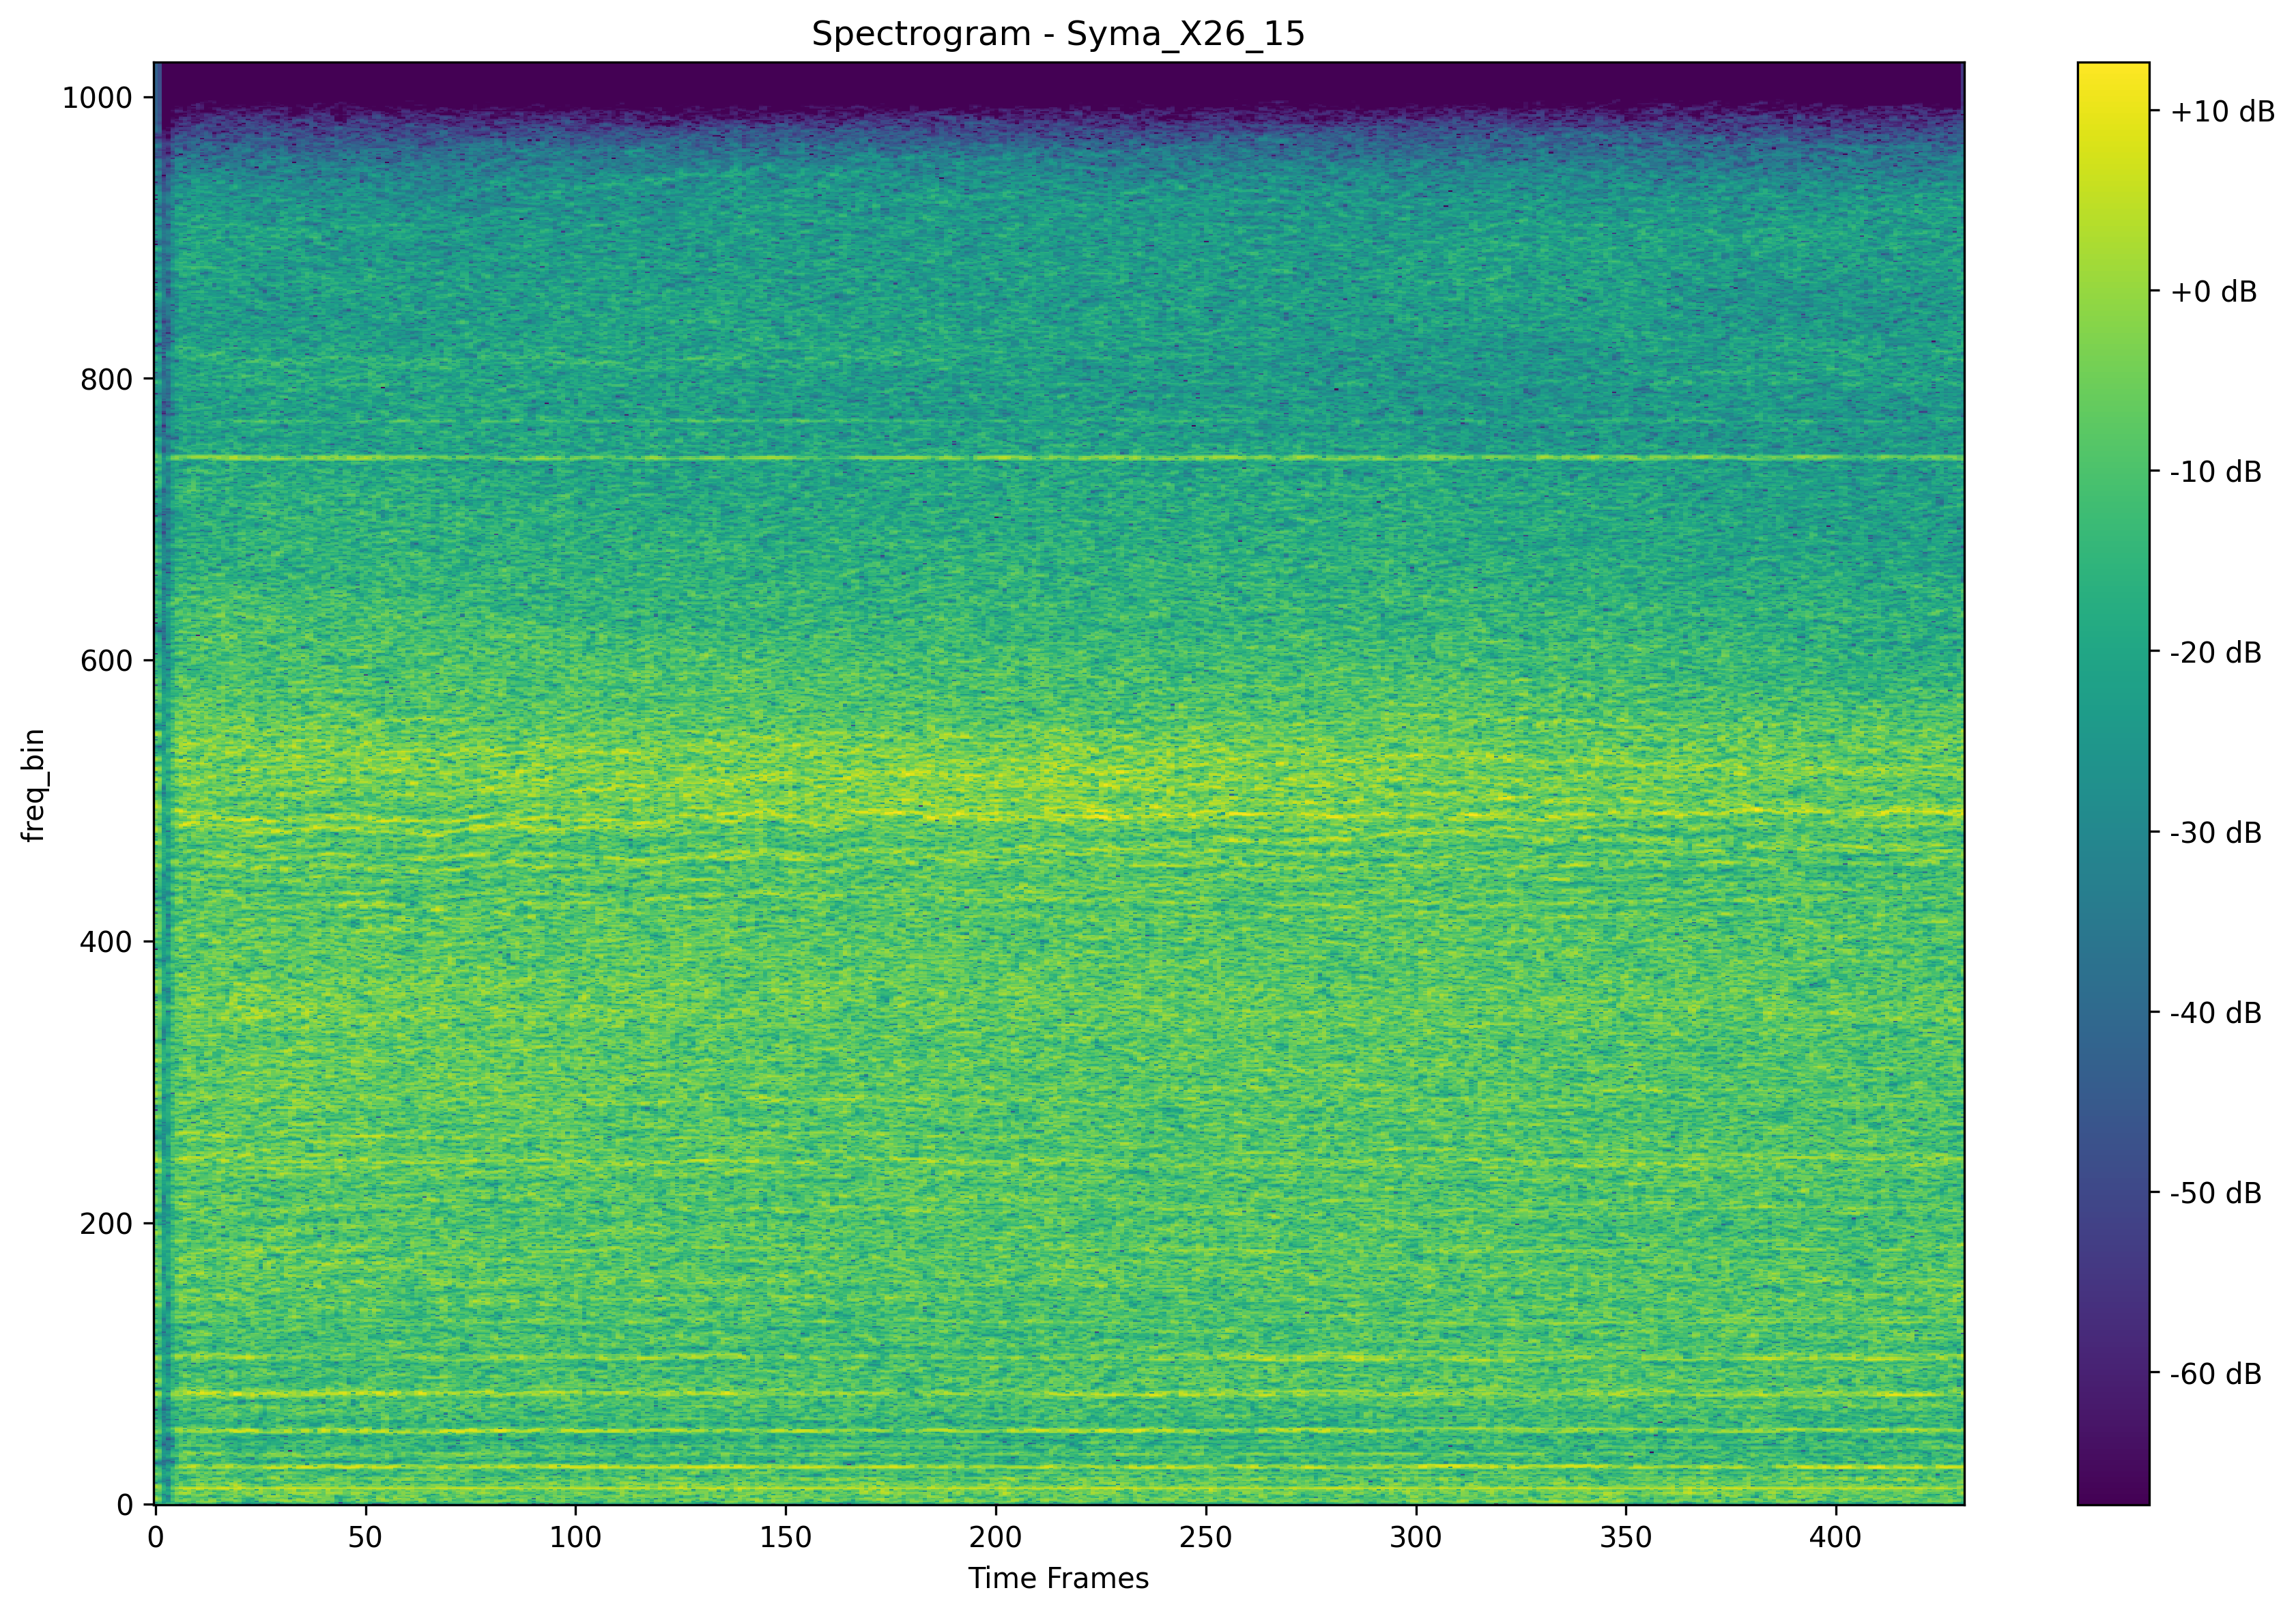 Spectrogram - Syma_X26_15
1000
800
600
400
200
0
freq_bin
0 50 100 150 200 250 300 350 400
Time Frames
+10 dB
+0 dB
-10 dB
-20 dB
-30 dB
-40 dB
-50 dB
-60 dB